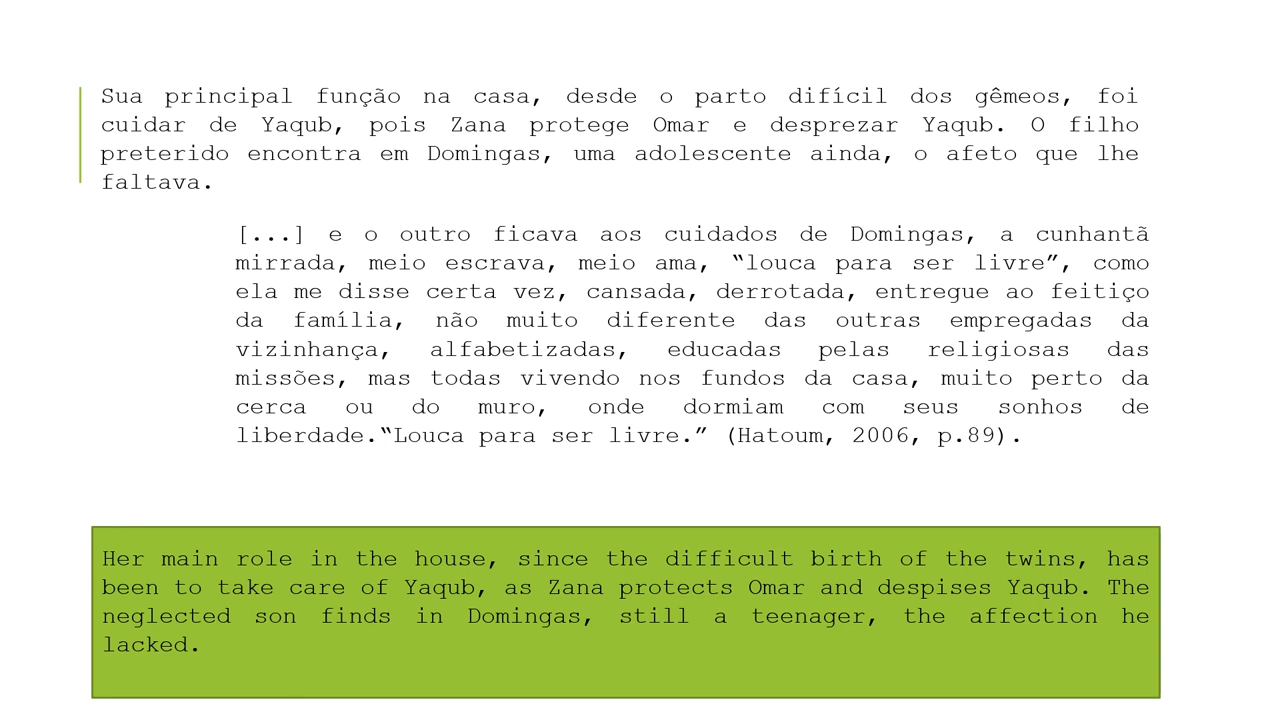 Sua principal função na casa, desde o parto difícil dos gêmeos, foi
cuidar de Yaqub, pois Zana protege Omar e desprezar Yaqub. O filho
preterido encontra em Domingas, uma adolescente ainda, o afeto que lhe
faltava.
[...] e o outro ficava aos cuidados de Domingas, a cunhantã
mirrada, meio escrava, meio ama, “louca para ser livre”, como
ela me disse certa vez, cansada, derrotada, entregue ao feitiço
da família, não muito diferente das outras empregadas da
vizinhança, alfabetizadas, educadas pelas religiosas das
missões, mas todas vivendo nos fundos da casa, muito perto da
cerca ou do muro, onde dormiam com seus sonhos de
liberdade.“Louca para ser livre.” (Hatoum, 2006, p.89).
Her main role in the house, since the difficult birth of the twins, has
been to take care of Yaqub, as Zana protects Omar and despises Yaqub. The
neglected son finds in Domingas, still a teenager, the affection he
lacked.